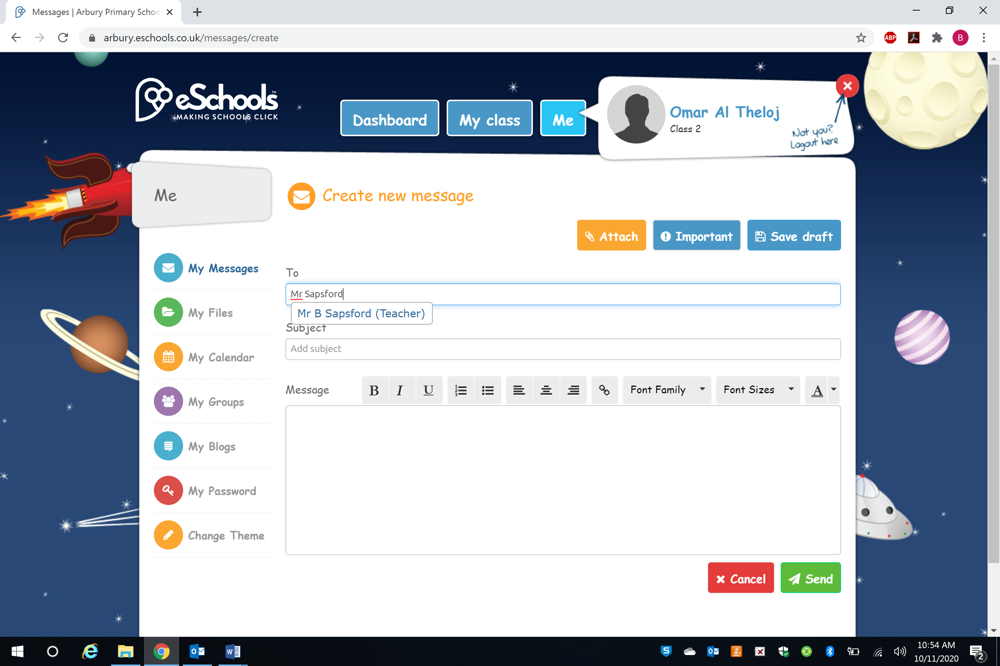 Messages | Arbury Primary Schoo
arbury.eschools.co.uk/messages/create
ABP
B
eSchools™
MAKING SCHOOLS CLICK
Dashboard
My class
Me
Omar Al Theloj
Class 2
Not you?
Logout here
Me
Create new message
Attach
Important
Save draft
My Messages
My Files
My Calendar
My Groups
My Blogs
My Password
Change Theme
To
Mr Sapsford
Mr B Sapsford (Teacher)
Subject
Add subject
Message
B I U
Font Family
Font Sizes
A
Cancel
Send
10:54 AM
10/11/2020
2